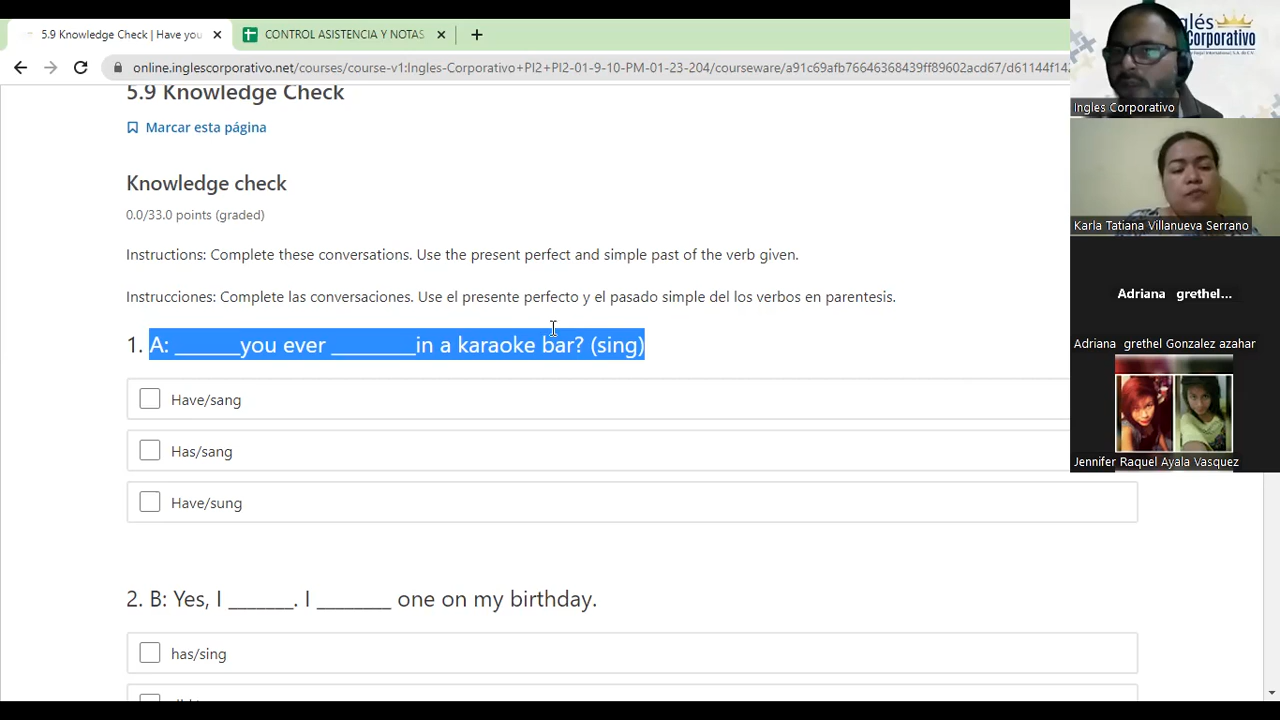 5.9 Knowledge Check | Have you
CONTROL ASISTENCIA Y NOTAS
online.inglescorporativo.net/courses/course-v1:Ingles-Corporativo+PI2+PI2-01-9-10-PM-01-23-204/courseware/a91c69afb76646368439ff89602acd67/d61144f142
5.9 Knowledge Check
Marcar esta página
Knowledge check
0.0/33.0 points (graded)
Instructions: Complete these conversations. Use the present perfect and simple past of the verb given.
Instrucciones: Complete las conversaciones. Use el presente perfecto y el pasado simple del los verbos en parentesis.
1. A: _______you ever _________in a karaoke bar? (sing)
Have/sang
Has/sang
Have/sung
2. B: Yes, I _______. I ________ one on my birthday.
has/sing
Inglés
Corporativo
Ingles Corporativo
Karla Tatiana Villanueva Serrano
Adriana grethel...
Adriana grethel Gonzalez azahar
Jennifer Raquel Ayala Vasquez